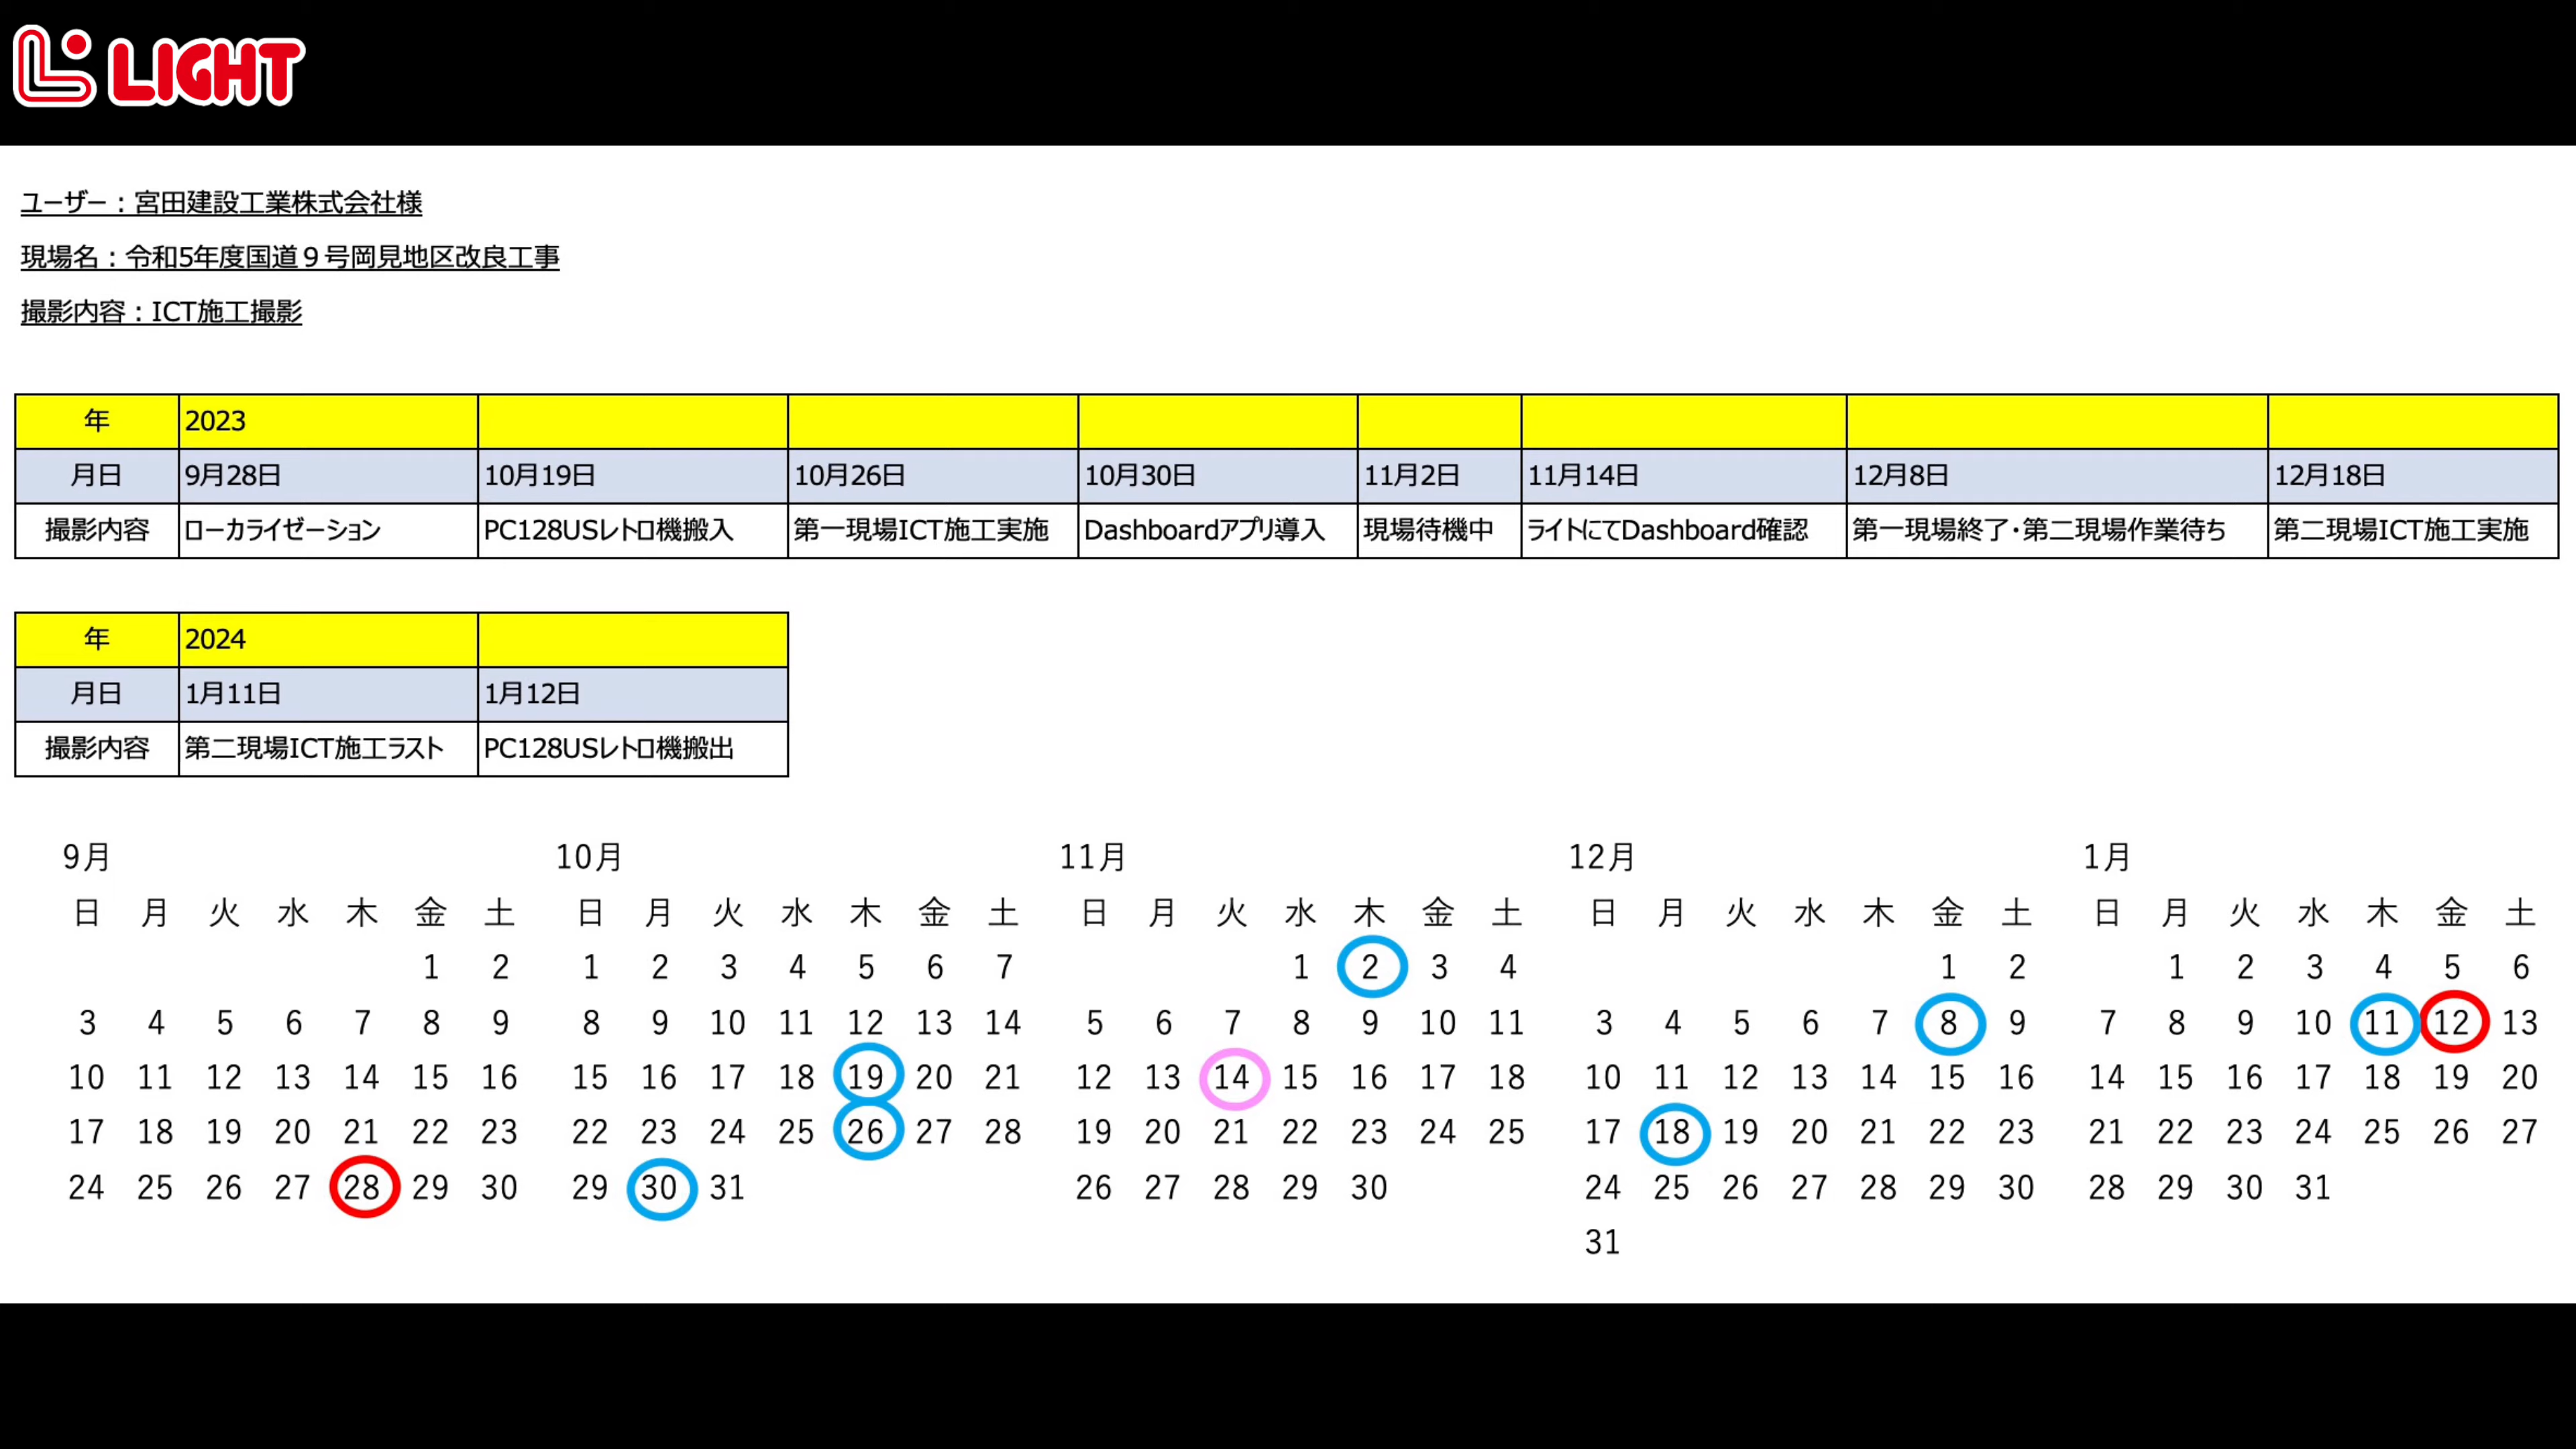 LIGHT
ユーザー：宮田建設工業株式会社様
現場名：令和5年度国道９号岡見地区改良工事
撮影内容：ICT施工撮影
年 2023
月日 9月28日 10月19日 10月26日 10月30日 11月2日 11月14日 12月8日 12月18日
撮影内容 ローカライゼーション PC128USレトロ機搬入 第一現場ICT施工実施 Dashboardアプリ導入 現場待機中 ライトにてDashboard確認 第一現場終了・第二現場作業待ち 第二現場ICT施工実施
年 2024
月日 1月11日 1月12日
撮影内容 第二現場ICT施工ラスト PC128USレトロ機搬出
9月
日 月 火 水 木 金 土
1 2
3 4 5 6 7 8 9
10 11 12 13 14 15 16
17 18 19 20 21 22 23
24 25 26 27 28 29 30
10月
日 月 火 水 木 金 土
1 2 3 4 5 6 7
8 9 10 11 12 13 14
15 16 17 18 19 20 21
22 23 24 25 26 27 28
29 30 31
11月
日 月 火 水 木 金 土
1 2 3 4
5 6 7 8 9 10 11
12 13 14 15 16 17 18
19 20 21 22 23 24 25
26 27 28 29 30
12月
日 月 火 水 木 金 土
1 2
3 4 5 6 7 8 9
10 11 12 13 14 15 16
17 18 19 20 21 22 23
24 25 26 27 28 29 30
31
1月
日 月 火 水 木 金 土
1 2 3 4 5 6
7 8 9 10 11 12 13
14 15 16 17 18 19 20
21 22 23 24 25 26 27
28 29 30 31